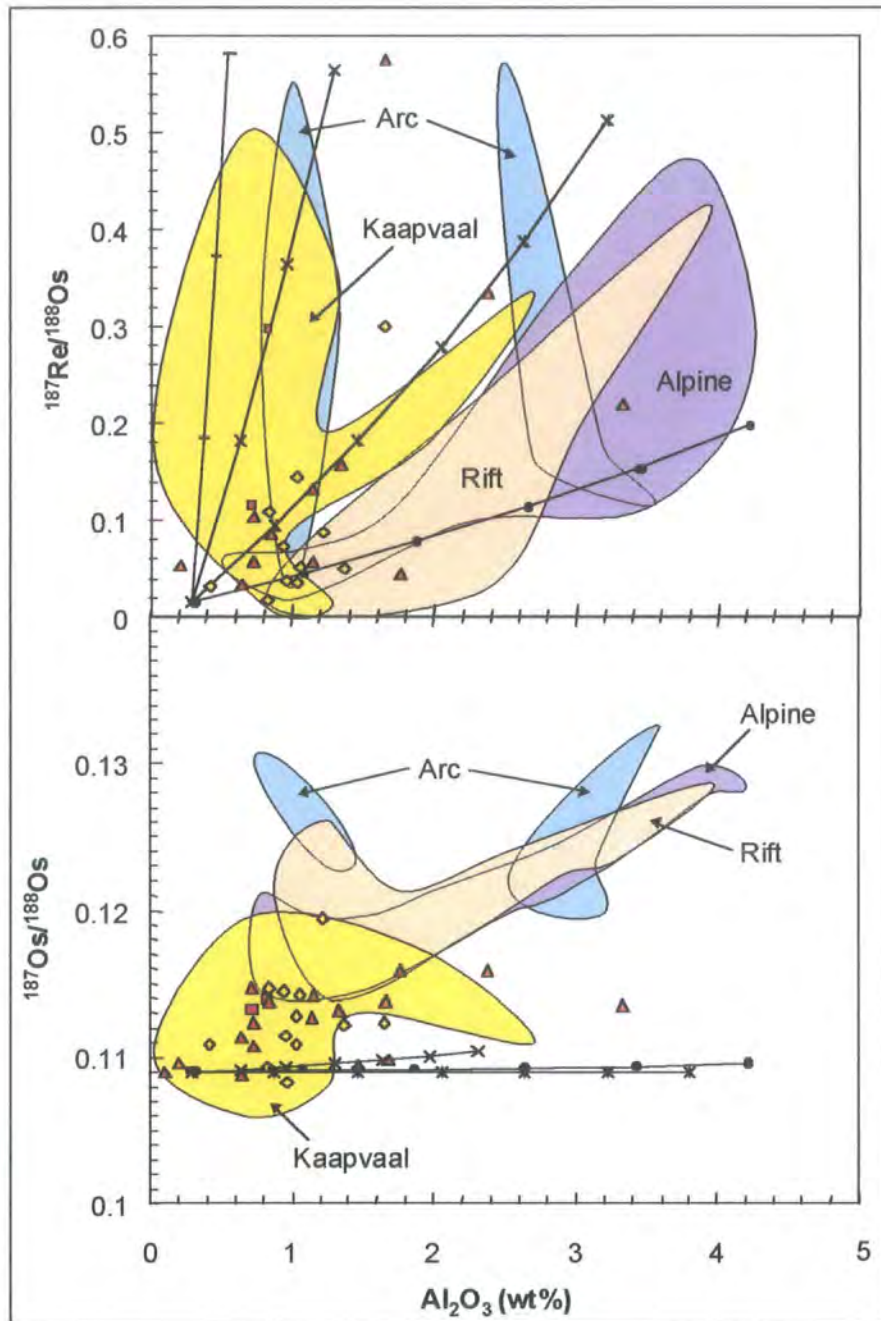 0.6
0.5
0.4
0.3
0.2
0.1
0
¹⁸⁷Re/¹⁸⁸Os
Arc
Kaapvaal
Alpine
Rift
0.13
0.12
0.11
0.1
¹⁸⁷Os/¹⁸⁸Os
Alpine
Arc
Rift
Kaapvaal
0 1 2 3 4 5
Al₂O₃ (wt%)